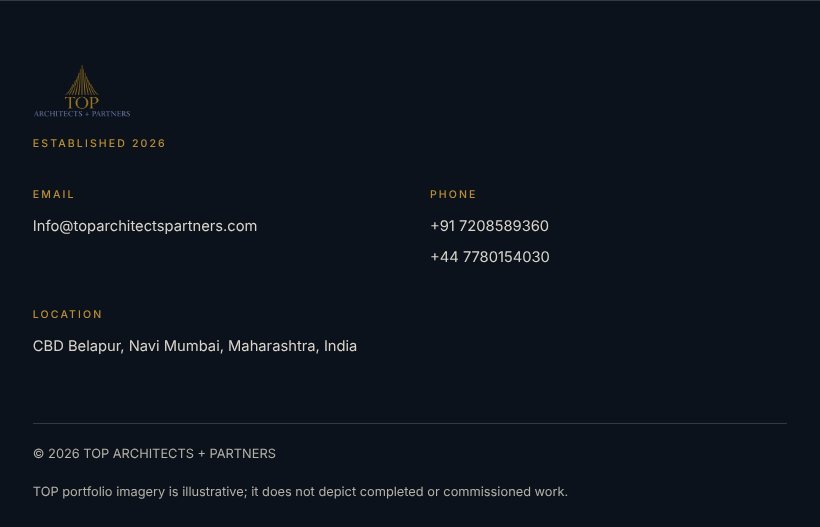 TOP
ARCHITECTS + PARTNERS
ESTABLISHED 2026
EMAIL
Info@toparchitectspartners.com
PHONE
+91 7208589360
+44 7780154030
LOCATION
CBD Belapur, Navi Mumbai, Maharashtra, India
© 2026 TOP ARCHITECTS + PARTNERS
TOP portfolio imagery is illustrative; it does not depict completed or commissioned work.